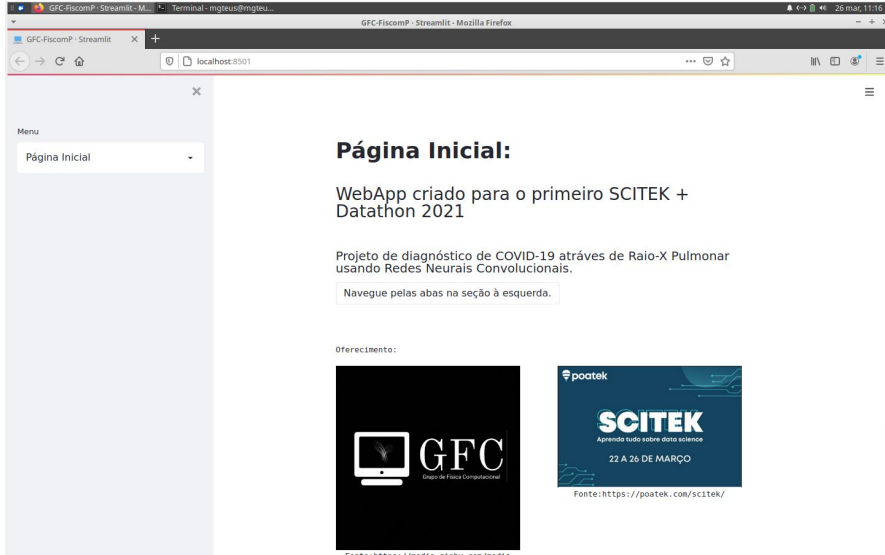 GFC-FiscomP · Streamlit - M... Terminal - mgteus@mgteu... 26 mar, 11:16
GFC-FiscomP · Streamlit - Mozilla Firefox
GFC-FiscomP · Streamlit
localhost:8501
Menu
Página Inicial
Página Inicial:
WebApp criado para o primeiro SCITEK +
Datathon 2021
Projeto de diagnóstico de COVID-19 atráves de Raio-X Pulmonar
usando Redes Neurais Convolucionais.
Navegue pelas abas na seção à esquerda.
Oferecimento:
GFC
Grupo de Física Computacional
poatek
SCITEK
Aprenda tudo sobre data science
22 A 26 DE MARÇO
Fonte:https://poatek.com/scitek/